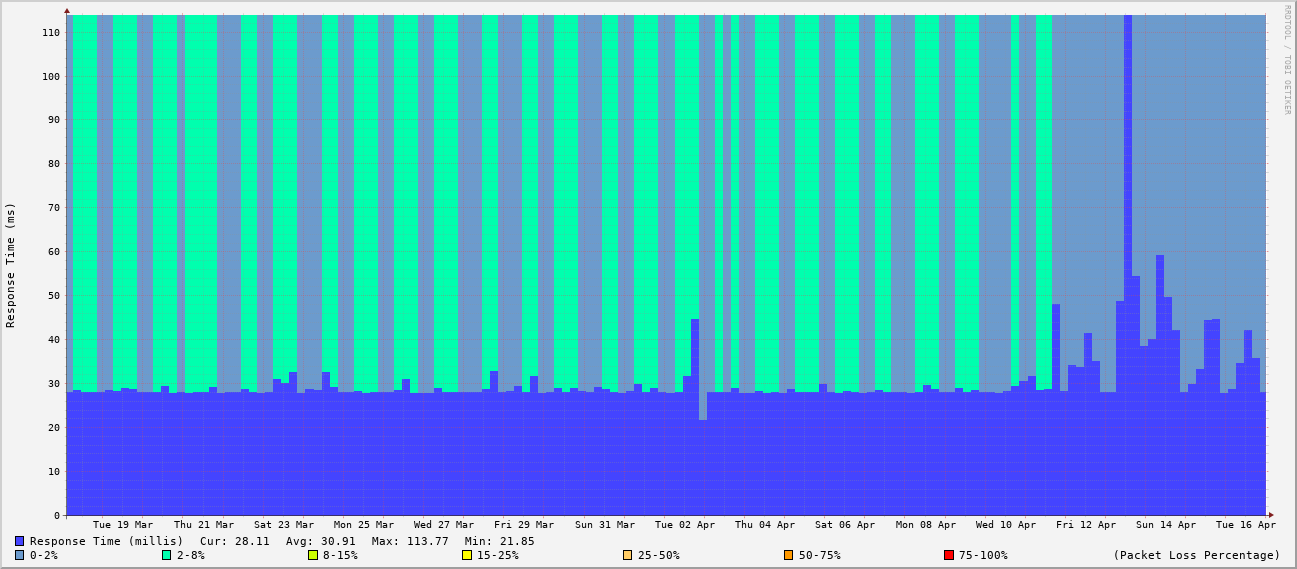 RRDTOOL / TOBI OETIKER
Response Time (ms)
110
100
90
80
70
60
50
40
30
20
10
0
Tue 19 Mar Thu 21 Mar Sat 23 Mar Mon 25 Mar Wed 27 Mar Fri 29 Mar Sun 31 Mar Tue 02 Apr Thu 04 Apr Sat 06 Apr Mon 08 Apr Wed 10 Apr Fri 12 Apr Sun 14 Apr Tue 16 Apr
Response Time (millis) Cur: 28.11 Avg: 30.91 Max: 113.77 Min: 21.85
0-2% 2-8% 8-15% 15-25% 25-50% 50-75% 75-100% (Packet Loss Percentage)